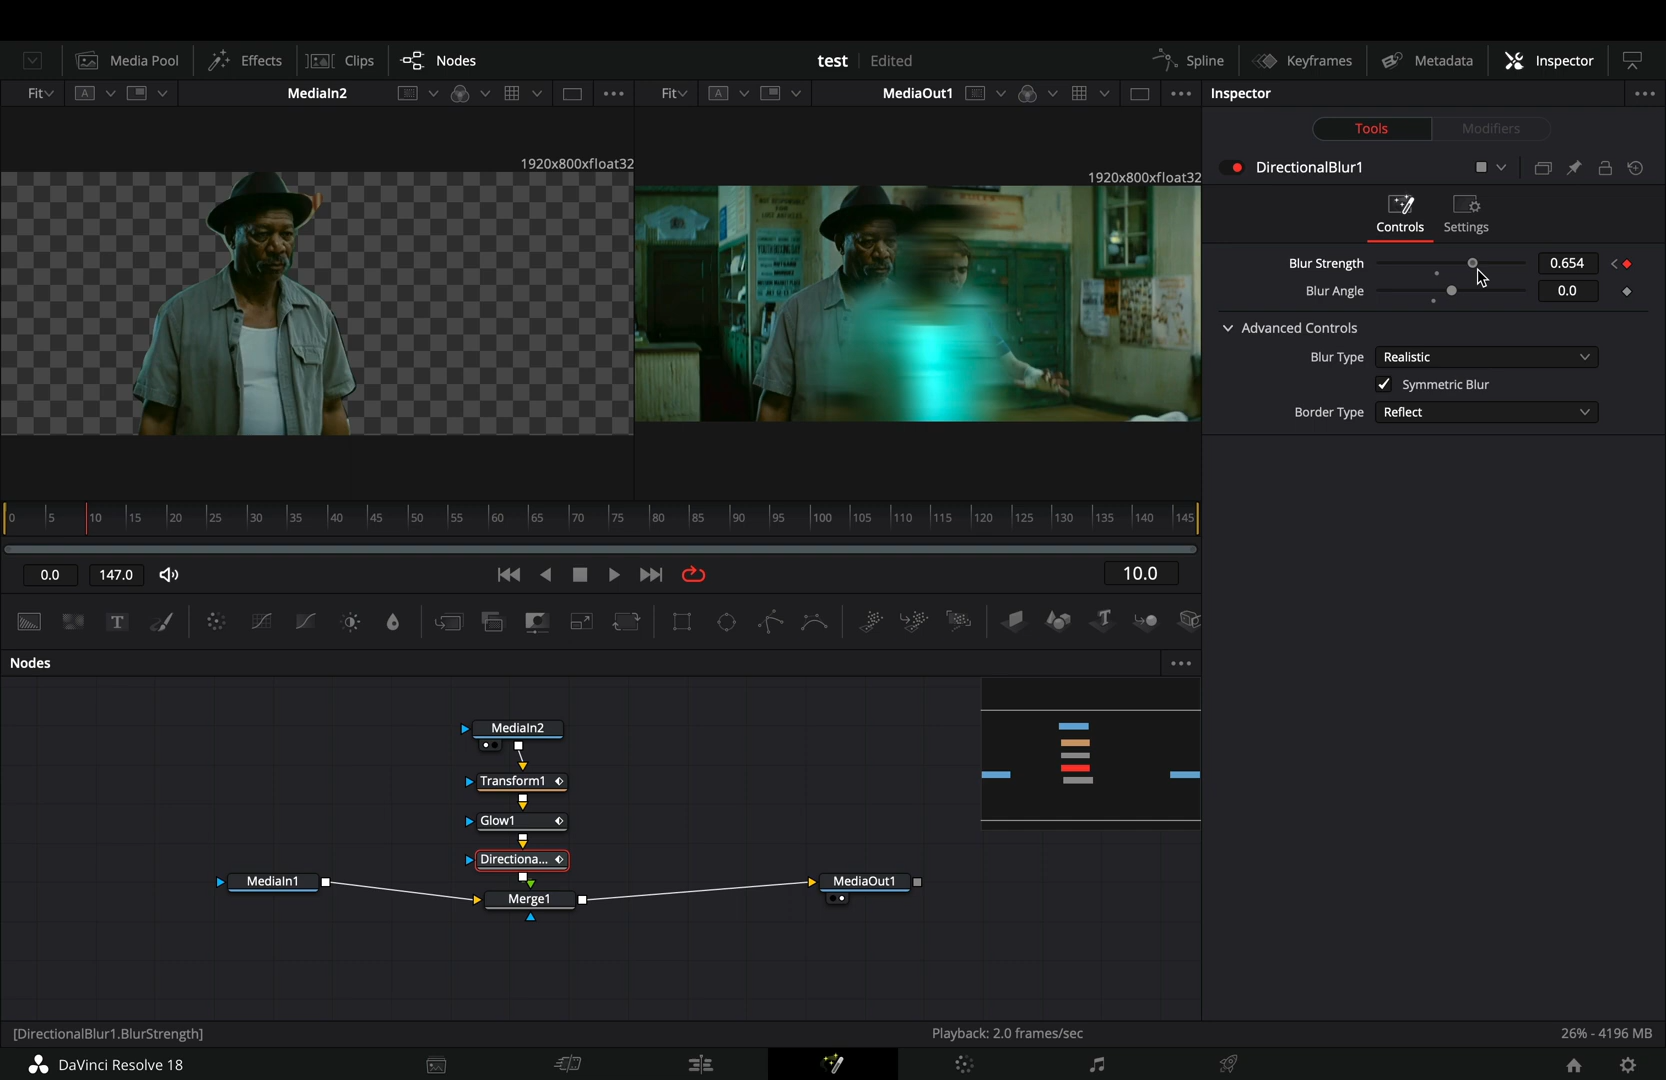 Media Pool Effects Clips Nodes test Edited Spline Keyframes Metadata Inspector
Fit A MediaIn2 Fit A MediaOut1 Inspector
Tools Modifiers
1920x800xfloat32
1920x800xfloat32
DirectionalBlur1
Controls Settings
Blur Strength 0.654
Blur Angle 0.0
Advanced Controls
Blur Type Realistic
Symmetric Blur
Border Type Reflect
0 5 10 15 20 25 30 35 40 45 50 55 60 65 70 75 80 85 90 95 100 105 110 115 120 125 130 135 140 145
0.0 147.0 10.0
T T
Nodes
MediaIn2
Transform1
Glow1
Directiona...
MediaIn1
Merge1
MediaOut1
[DirectionalBlur1.BlurStrength] Playback: 2.0 frames/sec 26% - 4196 MB
DaVinci Resolve 18